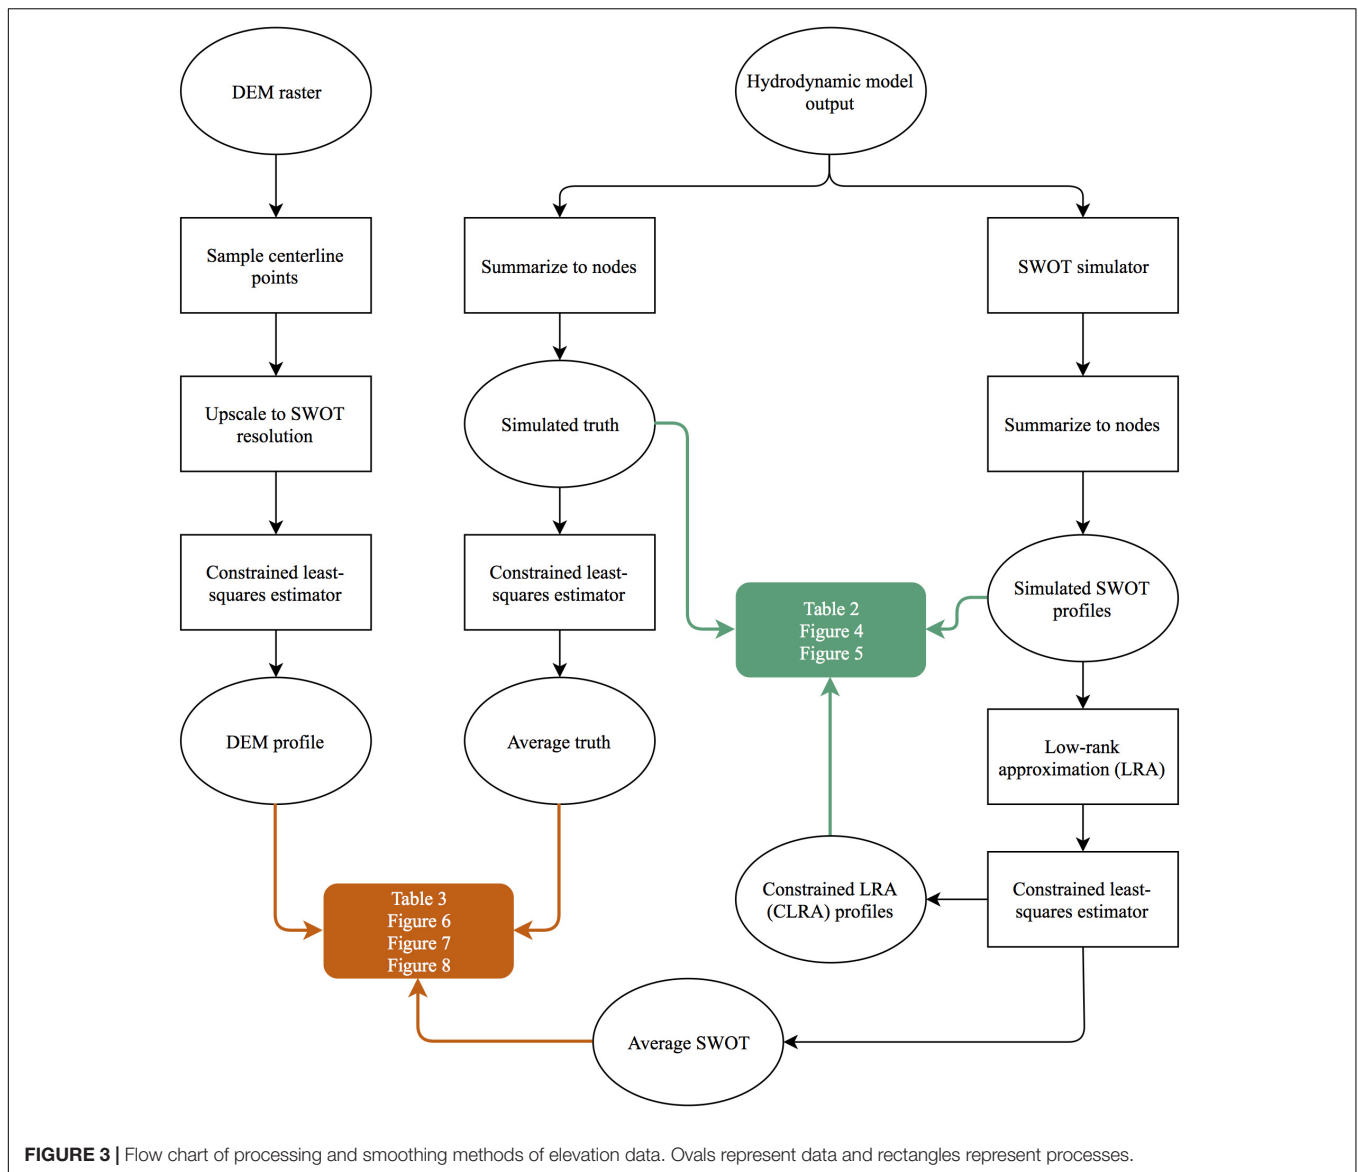 DEM raster
Hydrodynamic model
output
Sample centerline
points
Summarize to nodes
SWOT simulator
Upscale to SWOT
resolution
Simulated truth
Summarize to nodes
Constrained least-
squares estimator
Constrained least-
squares estimator
Table 2
Figure 4
Figure 5
Simulated SWOT
profiles
DEM profile
Average truth
Low-rank
approximation (LRA)
Table 3
Figure 6
Figure 7
Figure 8
Constrained LRA
(CLRA) profiles
Constrained least-
squares estimator
Average SWOT
FIGURE 3 | Flow chart of processing and smoothing methods of elevation data. Ovals represent data and rectangles represent processes.